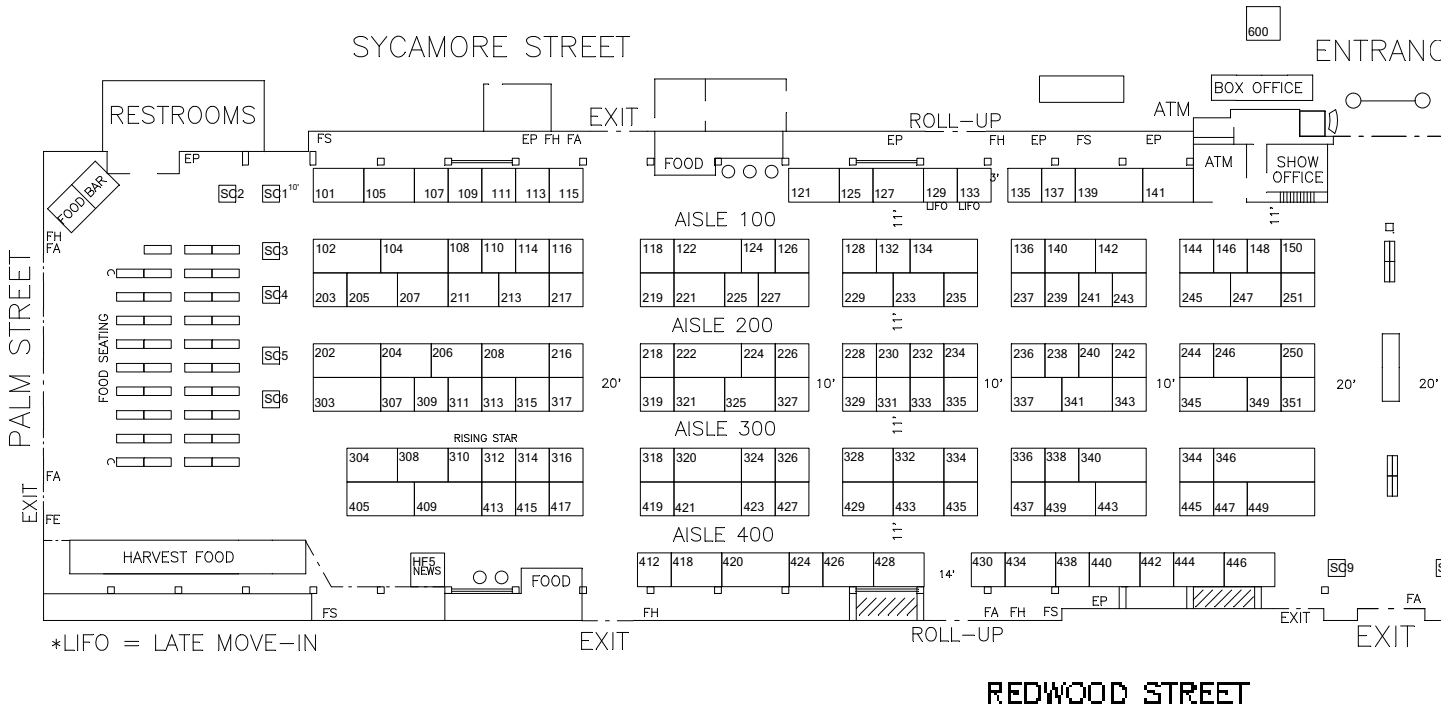 600
SYCAMORE STREET
ENTRANC
BOX OFFICE
RESTROOMS
EXIT
ROLL-UP
ATM
FS
EP FH FA
EP
FH
EP
FS
EP
EP
FOOD
ATM
SHOW
OFFICE
FOOD
BAR
SC2
SC1
10'
101
105
107
109
111
113
115
121
125
127
129
133
3'
135
137
139
141
LIFO
LIFO
AISLE 100
11'
11'
FH
FA
SC3
102
104
108
110
114
116
118
122
124
126
128
132
134
136
140
142
144
146
148
150
SC4
203
205
207
211
213
217
219
221
225
227
229
233
235
237
239
241
243
245
247
251
PALM STREET
FOOD SEATING
AISLE 200
11'
SC5
202
204
206
208
216
218
222
224
226
228
230
232
234
236
238
240
242
244
246
250
20'
10'
10'
10'
20'
20'
SC6
303
307
309
311
313
315
317
319
321
325
327
329
331
333
335
337
341
343
345
349
351
AISLE 300
11'
RISING STAR
304
308
310
312
314
316
318
320
324
326
328
332
334
336
338
340
344
346
FA
EXIT
FE
405
409
413
415
417
419
421
423
427
429
433
435
437
439
443
445
447
449
AISLE 400
11'
HARVEST FOOD
HF5
NEWS
FOOD
412
418
420
424
426
428
14'
430
434
438
440
442
444
446
SC9
FS
FH
FA
FH
FS
EP
EXIT
FA
*LIFO = LATE MOVE-IN
EXIT
ROLL-UP
EXIT
REDWOOD STREET